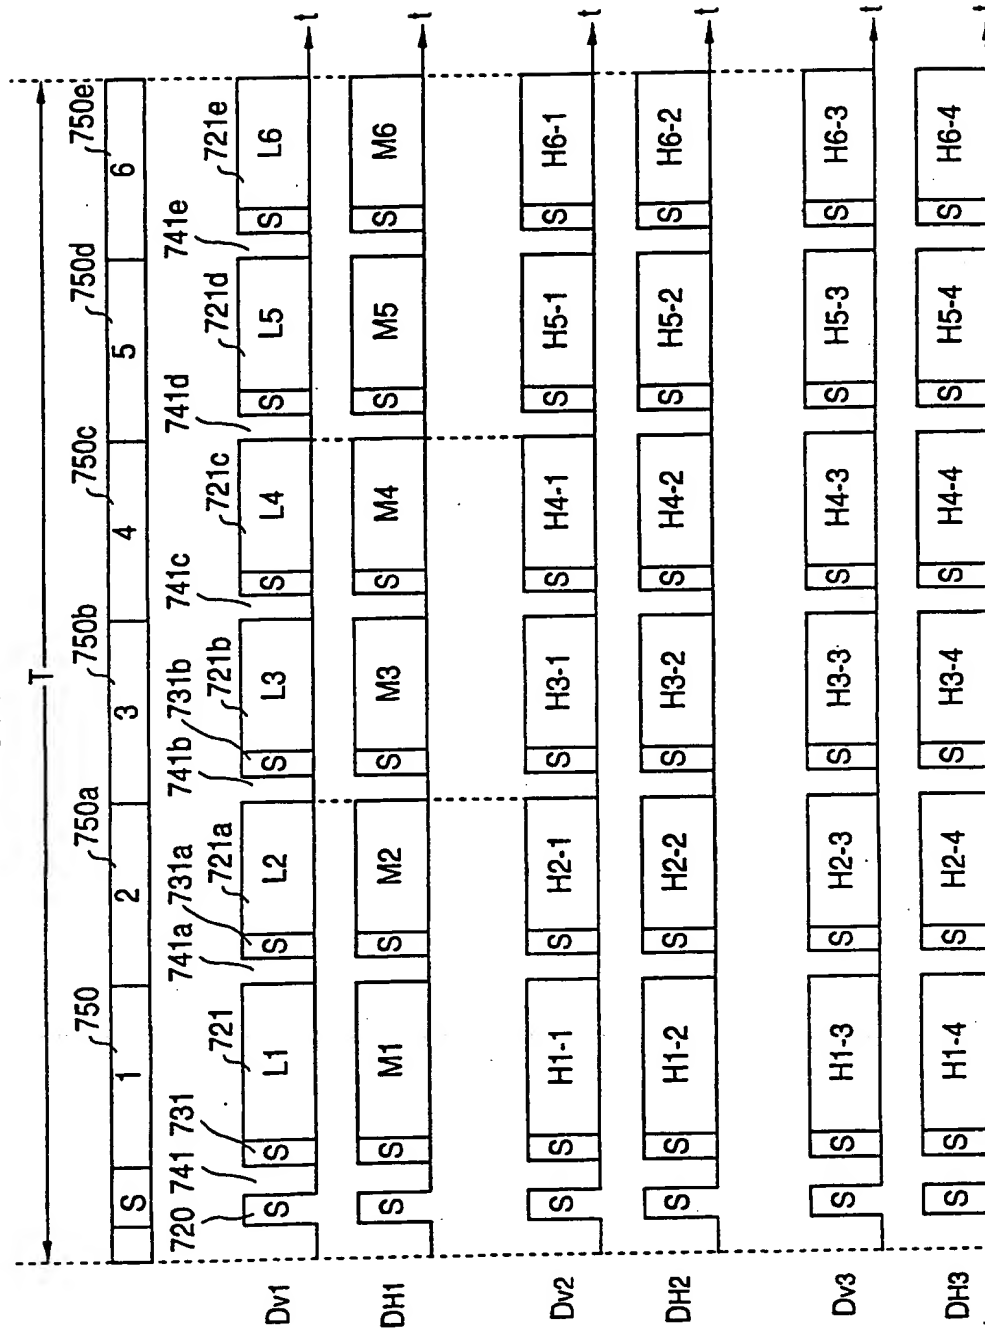 T
750 750a 750b 750c 750d 750e
S 1 2 3 4 5 6
720 741 731 721 741a 731a 721a 741b 731b 721b 741c 721c 741d 721d 741e 721e
Dv1 S S L1 S L2 S L3 S L4 S L5 S L6 t
DH1 S S M1 S M2 S M3 S M4 S M5 S M6 t
Dv2 S S H1-1 S H2-1 S H3-1 S H4-1 S H5-1 S H6-1 t
DH2 S S H1-2 S H2-2 S H3-2 S H4-2 S H5-2 S H6-2 t
Dv3 S S H1-3 S H2-3 S H3-3 S H4-3 S H5-3 S H6-3 t
DH3 S S H1-4 S H2-4 S H3-4 S H4-4 S H5-4 S H6-4 t